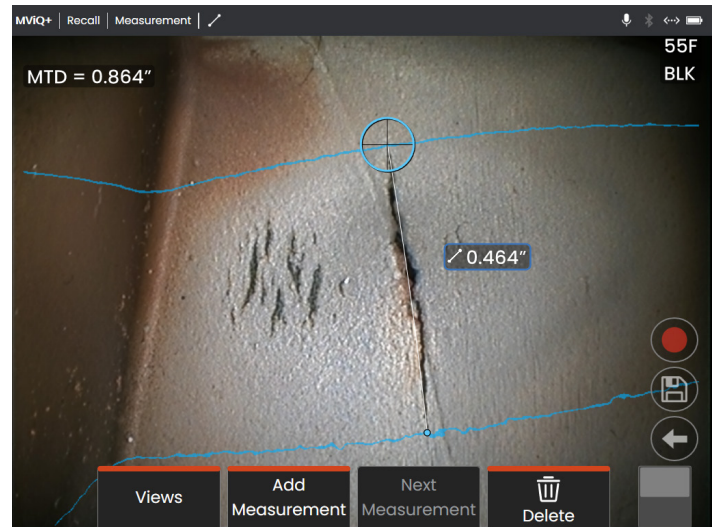 MViQ+ | Recall | Measurement |
55F
MTD = 0.864"
BLK
0.464"
Views
Add Measurement
Next Measurement
Delete